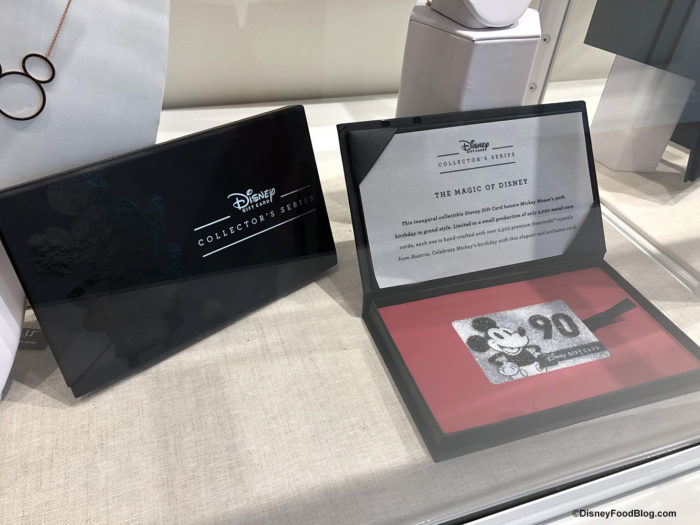 Disney
GIFT CARD
COLLECTOR'S SERIES
Disney
GIFT CARD
COLLECTOR'S SERIES
THE MAGIC OF DISNEY
This inaugural collectible Disney Gift Card honors Mickey Mouse's 90th
birthday in grand style. Limited to a small production of only 2,000 metal-core
cards, each one is hand-crafted with over 2,500 premium Swarovski® crystals
from Austria. Celebrate Mickey's birthday with this elegant and exclusive card.
90
Disney GIFT CARD
©DisneyFoodBlog.com